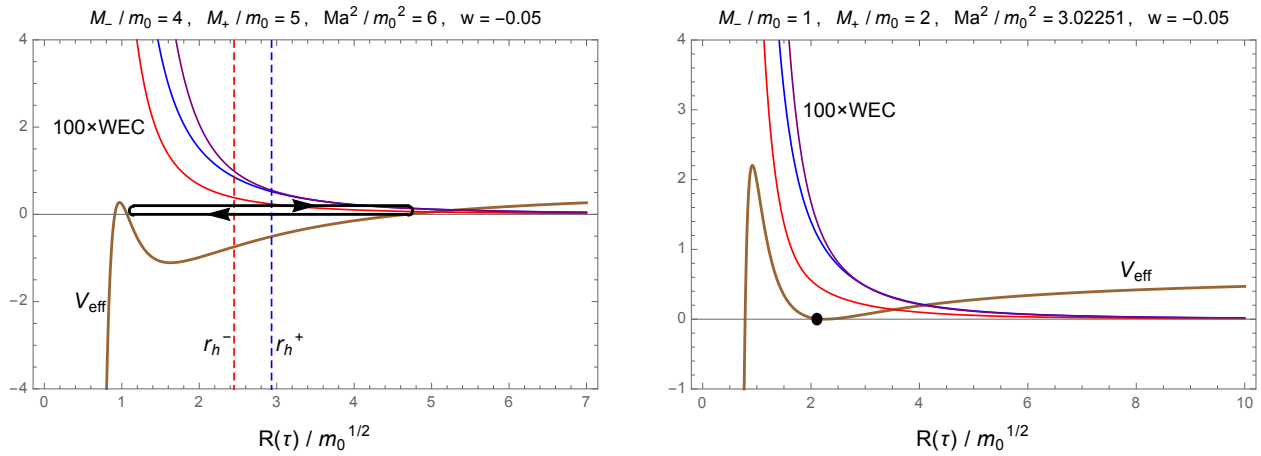 M₋ / m₀ = 4 , M₊ / m₀ = 5 , Ma² / m₀² = 6 , w = −0.05
4
2
0
−2
−4
100×WEC
V_eff
r_h⁻
r_h⁺
0 1 2 3 4 5 6 7
R(τ) / m₀^1/2
M₋ / m₀ = 1 , M₊ / m₀ = 2 , Ma² / m₀² = 3.02251 , w = −0.05
4
3
2
1
0
−1
100×WEC
V_eff
0 2 4 6 8 10
R(τ) / m₀^1/2